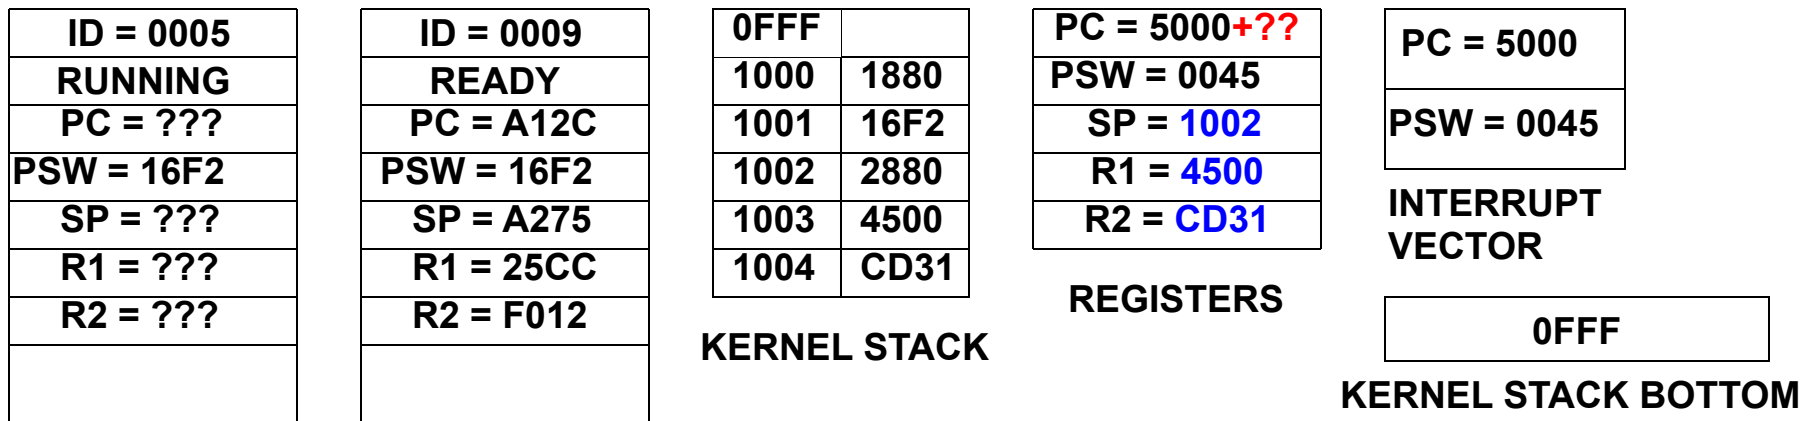 ID = 0005
RUNNING
PC = ???
PSW = 16F2
SP = ???
R1 = ???
R2 = ???
ID = 0009
READY
PC = A12C
PSW = 16F2
SP = A275
R1 = 25CC
R2 = F012
0FFF
1000 1880
1001 16F2
1002 2880
1003 4500
1004 CD31
KERNEL STACK
PC = 5000+??
PSW = 0045
SP = 1002
R1 = 4500
R2 = CD31
REGISTERS
PC = 5000
PSW = 0045
INTERRUPT
VECTOR
0FFF
KERNEL STACK BOTTOM